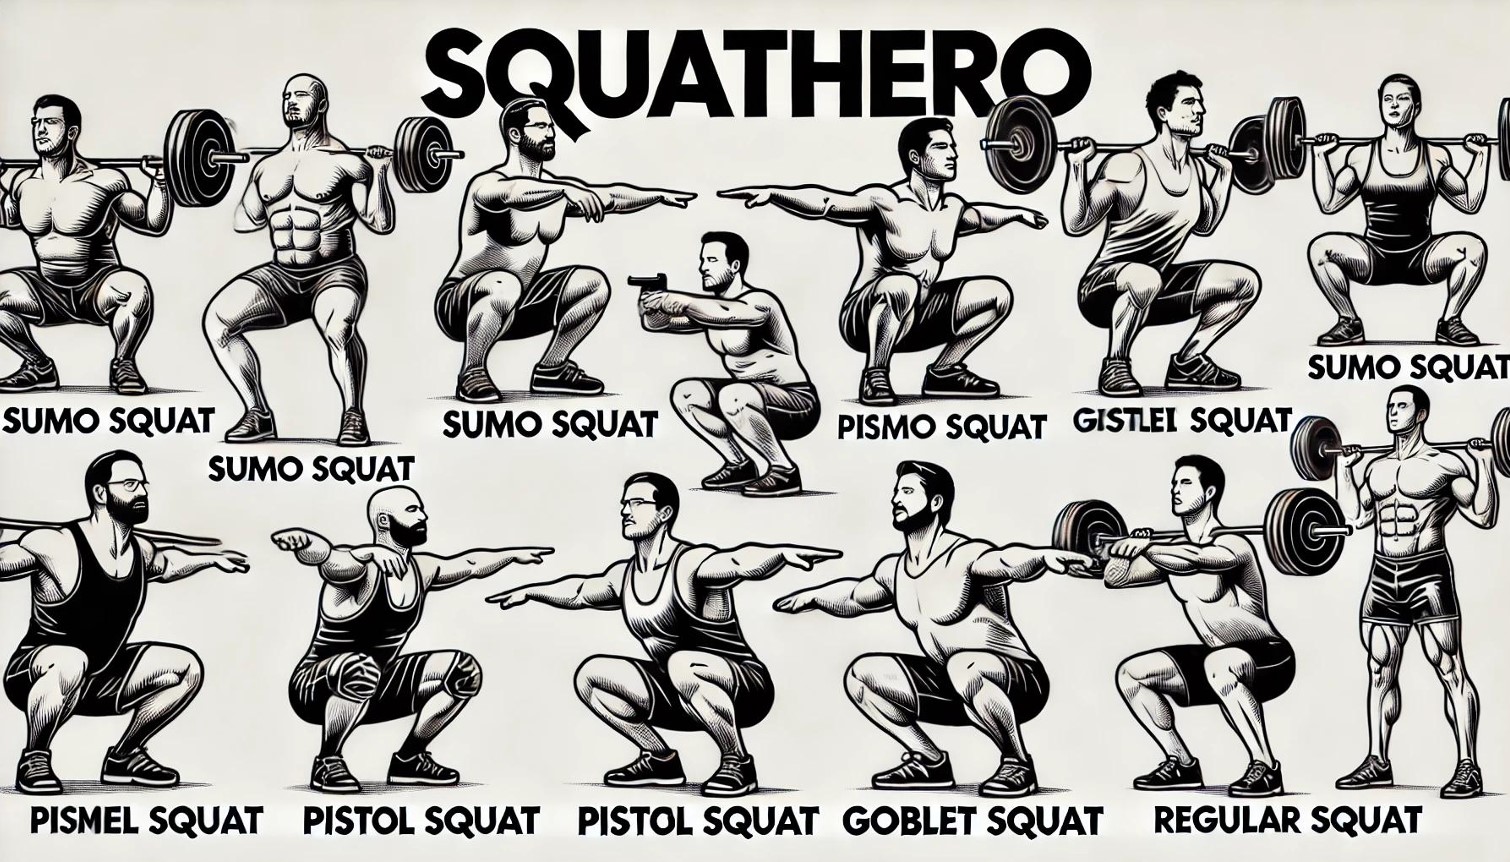 SQUATHERO
SUMO SQUAT
SUMO SQUAT
SUMO SQUAT
PISMO SQUAT
GISTLEI SQUAT
SUMO SQUAT
PISMEL SQUAT
PISTOL SQUAT
PISTOL SQUAT
GOBLET SQUAT
REGULAR SQUAT